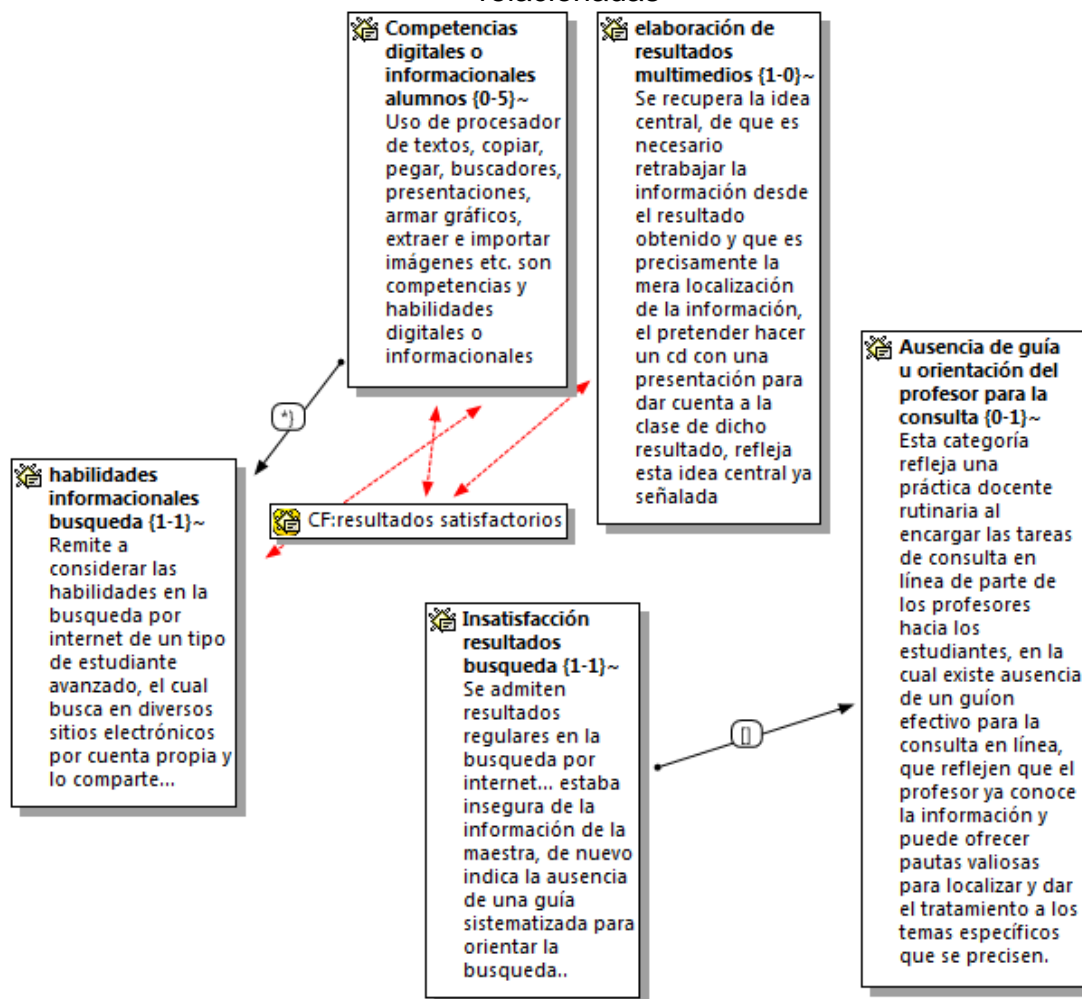 relacionadas
Competencias
digitales o
informacionales
alumnos {0-5}~
Uso de procesador
de textos, copiar,
pegar, buscadores,
presentaciones,
armar gráficos,
extraer e importar
imágenes etc. son
competencias y
habilidades
digitales o
informacionales
elaboración de
resultados
multimedios {1-0}~
Se recupera la idea
central, de que es
necesario
retrabajar la
información desde
el resultado
obtenido y que es
precisamente la
mera localización
de la información,
el pretender hacer
un cd con una
presentación para
dar cuenta a la
clase de dicho
resultado, refleja
esta idea central ya
señalada
*}
habilidades
informacionales
busqueda {1-1}~
Remite a
considerar las
habilidades en la
busqueda por
internet de un tipo
de estudiante
avanzado, el cual
busca en diversos
sitios electrónicos
por cuenta propia y
lo comparte...
CF:resultados satisfactorios
Insatisfacción
resultados
busqueda {1-1}~
Se admiten
resultados
regulares en la
busqueda por
internet... estaba
insegura de la
información de la
maestra, de nuevo
indica la ausencia
de una guía
sistematizada para
orientar la
busqueda..
[]
Ausencia de guía
u orientación del
profesor para la
consulta {0-1}~
Esta categoría
refleja una
práctica docente
rutinaria al
encargar las tareas
de consulta en
línea de parte de
los profesores
hacia los
estudiantes, en la
cual existe ausencia
de un guíon
efectivo para la
consulta en línea,
que reflejen que el
profesor ya conoce
la información y
puede ofrecer
pautas valiosas
para localizar y dar
el tratamiento a los
temas específicos
que se precisen.